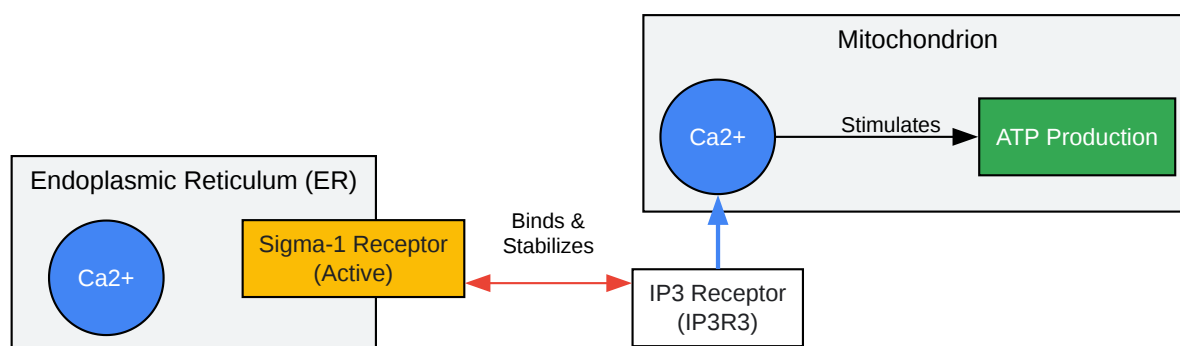 Mitochondrion
Ca2+
Stimulates
ATP Production
Endoplasmic Reticulum (ER)
Ca2+
Sigma-1 Receptor
(Active)
Binds &
Stabilizes
IP3 Receptor
(IP3R3)